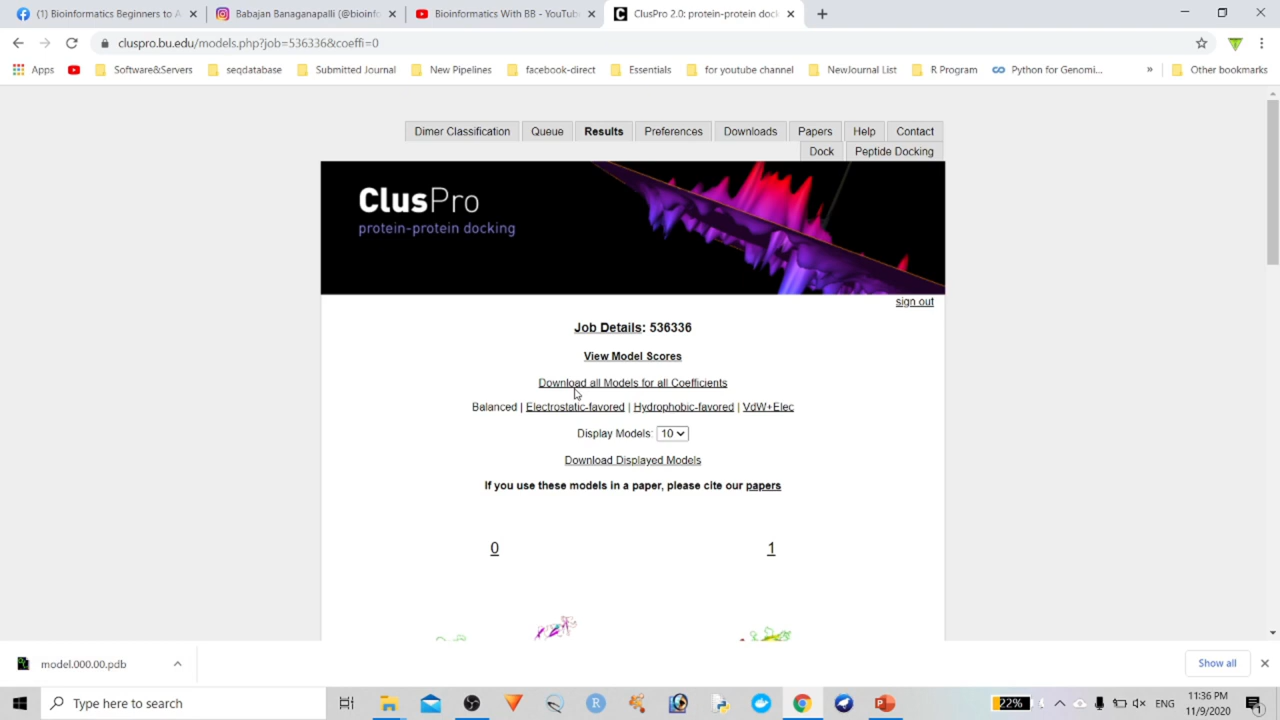 (1) Bioinformatics Beginners to A
Babajan Banaganapalli (@bioinfo
Bioinformatics With BB - YouTube
ClusPro 2.0: protein-protein dock
cluspro.bu.edu/models.php?job=536336&coeffi=0
Apps
Software&Servers
seqdatabase
Submitted Journal
New Pipelines
facebook-direct
Essentials
for youtube channel
NewJournal List
R Program
Python for Genomi...
»
Other bookmarks
Dimer Classification
Queue
Results
Preferences
Downloads
Papers
Help
Contact
Dock
Peptide Docking
ClusPro
protein-protein docking
sign out
Job Details: 536336
View Model Scores
Download all Models for all Coefficients
Balanced | Electrostatic-favored | Hydrophobic-favored | VdW+Elec
Display Models: 10
Download Displayed Models
If you use these models in a paper, please cite our papers
0
1
model.000.00.pdb
Show all
Type here to search
22%
ENG
11:36 PM
11/9/2020
1